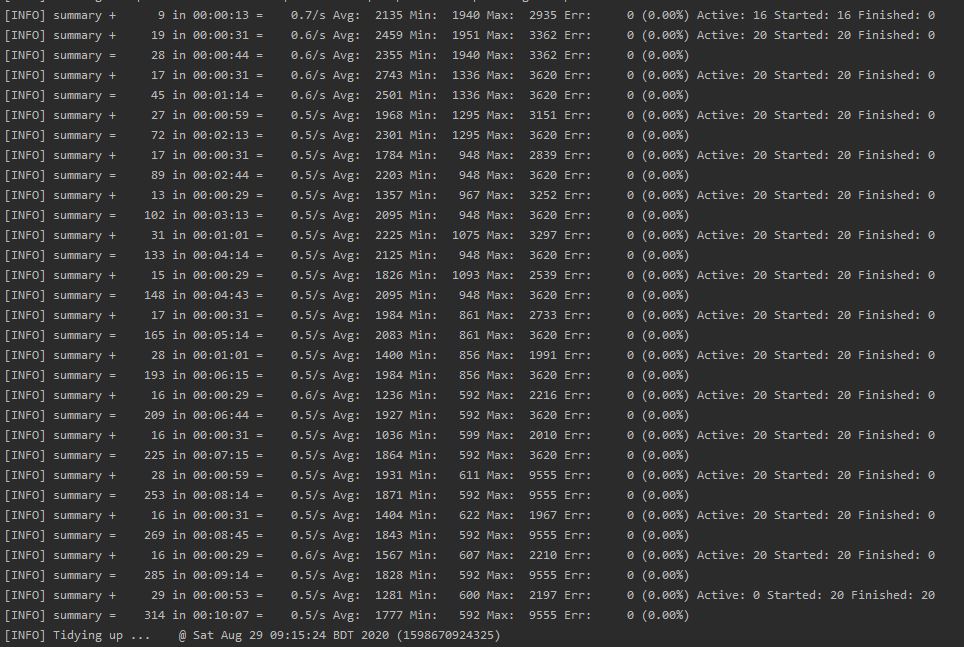 [INFO] summary + 9 in 00:00:13 = 0.7/s Avg: 2135 Min: 1940 Max: 2935 Err: 0 (0.00%) Active: 16 Started: 16 Finished: 0
[INFO] summary + 19 in 00:00:31 = 0.6/s Avg: 2459 Min: 1951 Max: 3362 Err: 0 (0.00%) Active: 20 Started: 20 Finished: 0
[INFO] summary = 28 in 00:00:44 = 0.6/s Avg: 2355 Min: 1940 Max: 3362 Err: 0 (0.00%)
[INFO] summary + 17 in 00:00:31 = 0.6/s Avg: 2743 Min: 1336 Max: 3620 Err: 0 (0.00%) Active: 20 Started: 20 Finished: 0
[INFO] summary = 45 in 00:01:14 = 0.6/s Avg: 2501 Min: 1336 Max: 3620 Err: 0 (0.00%)
[INFO] summary + 27 in 00:00:59 = 0.5/s Avg: 1968 Min: 1295 Max: 3151 Err: 0 (0.00%) Active: 20 Started: 20 Finished: 0
[INFO] summary = 72 in 00:02:13 = 0.5/s Avg: 2301 Min: 1295 Max: 3620 Err: 0 (0.00%)
[INFO] summary + 17 in 00:00:31 = 0.5/s Avg: 1784 Min: 948 Max: 2839 Err: 0 (0.00%) Active: 20 Started: 20 Finished: 0
[INFO] summary = 89 in 00:02:44 = 0.5/s Avg: 2203 Min: 948 Max: 3620 Err: 0 (0.00%)
[INFO] summary + 13 in 00:00:29 = 0.5/s Avg: 1357 Min: 967 Max: 3252 Err: 0 (0.00%) Active: 20 Started: 20 Finished: 0
[INFO] summary = 102 in 00:03:13 = 0.5/s Avg: 2095 Min: 948 Max: 3620 Err: 0 (0.00%)
[INFO] summary + 31 in 00:01:01 = 0.5/s Avg: 2225 Min: 1075 Max: 3297 Err: 0 (0.00%) Active: 20 Started: 20 Finished: 0
[INFO] summary = 133 in 00:04:14 = 0.5/s Avg: 2125 Min: 948 Max: 3620 Err: 0 (0.00%)
[INFO] summary + 15 in 00:00:29 = 0.5/s Avg: 1826 Min: 1093 Max: 2539 Err: 0 (0.00%) Active: 20 Started: 20 Finished: 0
[INFO] summary = 148 in 00:04:43 = 0.5/s Avg: 2095 Min: 948 Max: 3620 Err: 0 (0.00%)
[INFO] summary + 17 in 00:00:31 = 0.5/s Avg: 1984 Min: 861 Max: 2733 Err: 0 (0.00%) Active: 20 Started: 20 Finished: 0
[INFO] summary = 165 in 00:05:14 = 0.5/s Avg: 2083 Min: 861 Max: 3620 Err: 0 (0.00%)
[INFO] summary + 28 in 00:01:01 = 0.5/s Avg: 1400 Min: 856 Max: 1991 Err: 0 (0.00%) Active: 20 Started: 20 Finished: 0
[INFO] summary = 193 in 00:06:15 = 0.5/s Avg: 1984 Min: 856 Max: 3620 Err: 0 (0.00%)
[INFO] summary + 16 in 00:00:29 = 0.6/s Avg: 1236 Min: 592 Max: 2216 Err: 0 (0.00%) Active: 20 Started: 20 Finished: 0
[INFO] summary = 209 in 00:06:44 = 0.5/s Avg: 1927 Min: 592 Max: 3620 Err: 0 (0.00%)
[INFO] summary + 16 in 00:00:31 = 0.5/s Avg: 1036 Min: 599 Max: 2010 Err: 0 (0.00%) Active: 20 Started: 20 Finished: 0
[INFO] summary = 225 in 00:07:15 = 0.5/s Avg: 1864 Min: 592 Max: 3620 Err: 0 (0.00%)
[INFO] summary + 28 in 00:00:59 = 0.5/s Avg: 1931 Min: 611 Max: 9555 Err: 0 (0.00%) Active: 20 Started: 20 Finished: 0
[INFO] summary = 253 in 00:08:14 = 0.5/s Avg: 1871 Min: 592 Max: 9555 Err: 0 (0.00%)
[INFO] summary + 16 in 00:00:31 = 0.5/s Avg: 1404 Min: 622 Max: 1967 Err: 0 (0.00%) Active: 20 Started: 20 Finished: 0
[INFO] summary = 269 in 00:08:45 = 0.5/s Avg: 1843 Min: 592 Max: 9555 Err: 0 (0.00%)
[INFO] summary + 16 in 00:00:29 = 0.6/s Avg: 1567 Min: 607 Max: 2210 Err: 0 (0.00%) Active: 20 Started: 20 Finished: 0
[INFO] summary = 285 in 00:09:14 = 0.5/s Avg: 1828 Min: 592 Max: 9555 Err: 0 (0.00%)
[INFO] summary + 29 in 00:00:53 = 0.5/s Avg: 1281 Min: 600 Max: 2197 Err: 0 (0.00%) Active: 0 Started: 20 Finished: 20
[INFO] summary = 314 in 00:10:07 = 0.5/s Avg: 1777 Min: 592 Max: 9555 Err: 0 (0.00%)
[INFO] Tidying up ... @ Sat Aug 29 09:15:24 BDT 2020 (1598670924325)